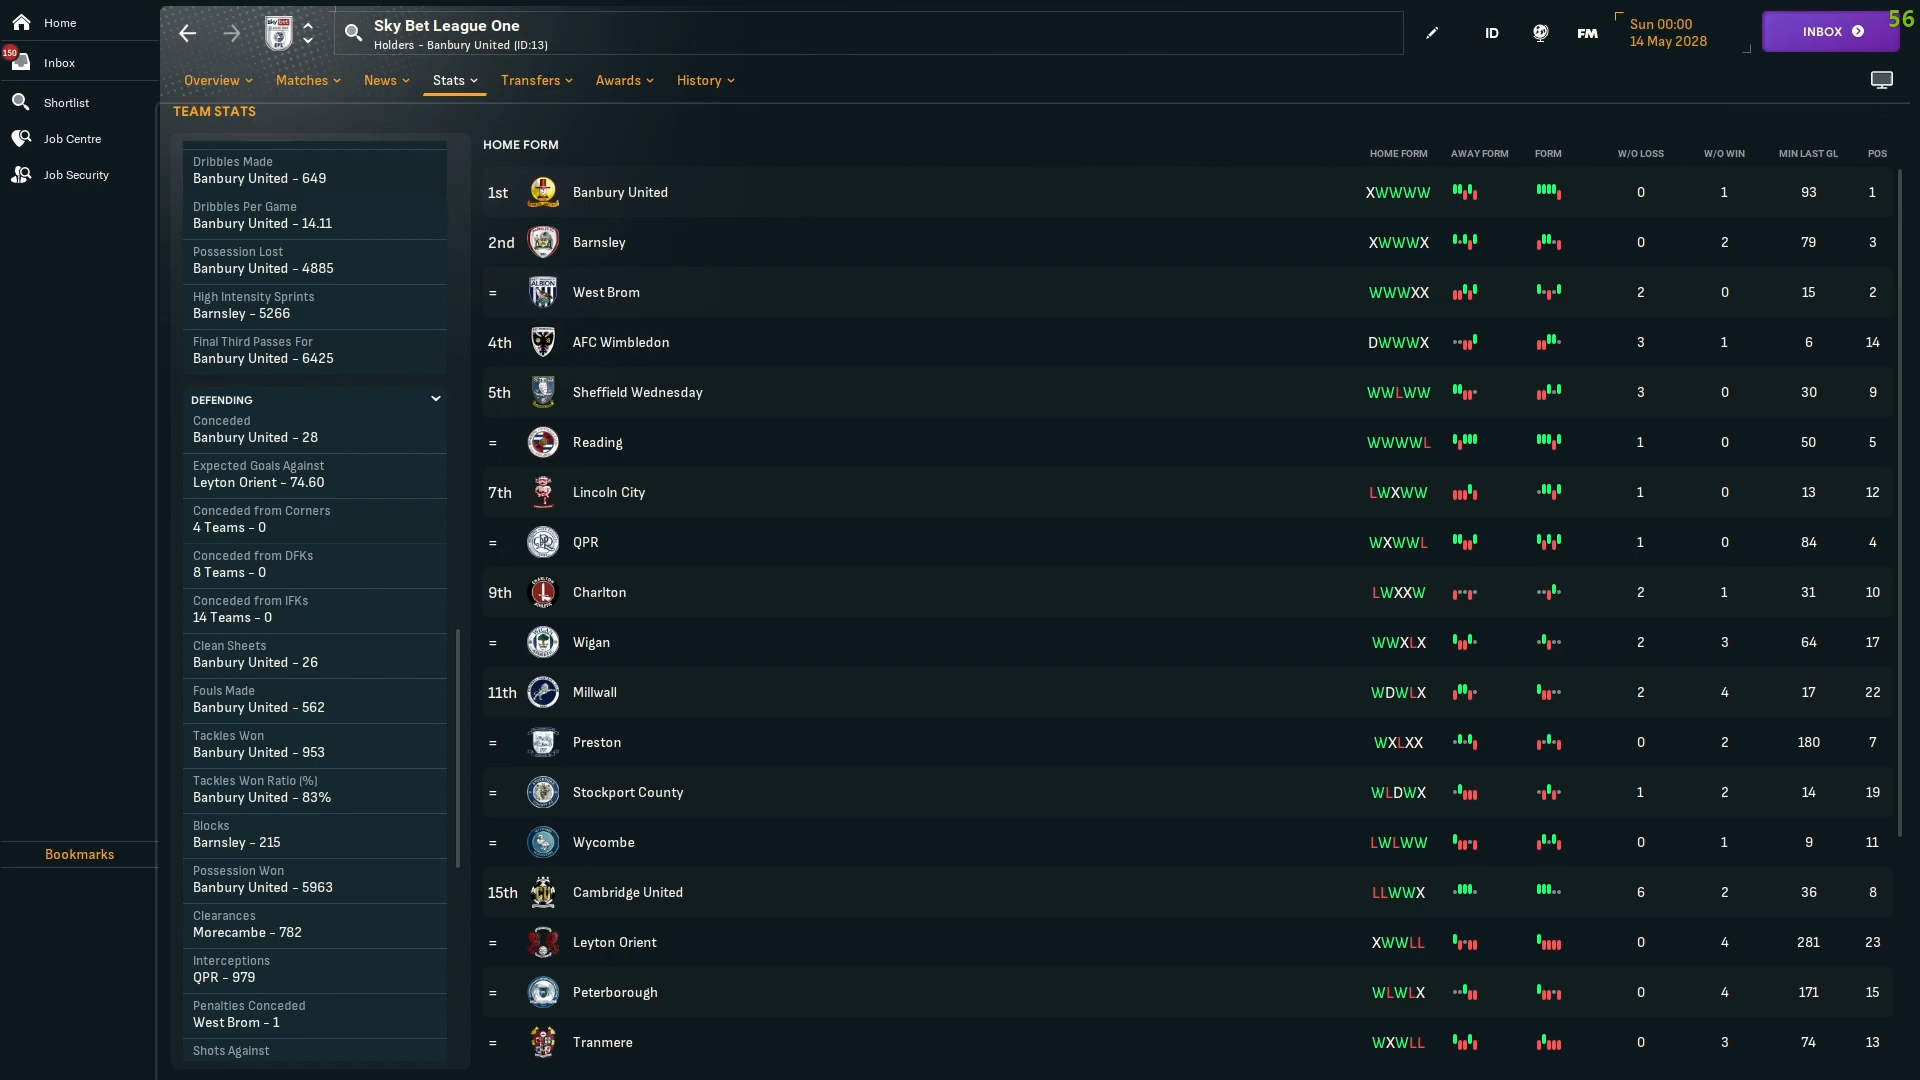 Home
150
Inbox
Shortlist
Job Centre
Job Security
Bookmarks
Sky Bet League One
Holders - Banbury United (ID:13)
ID
FM
Sun 00:00
14 May 2028
INBOX
56
Overview
Matches
News
Stats
Transfers
Awards
History
TEAM STATS
Dribbles Made
Banbury United - 649
Dribbles Per Game
Banbury United - 14.11
Possession Lost
Banbury United - 4885
High Intensity Sprints
Barnsley - 5266
Final Third Passes For
Banbury United - 6425
DEFENDING
Conceded
Banbury United - 28
Expected Goals Against
Leyton Orient - 74.60
Conceded from Corners
4 Teams - 0
Conceded from DFKs
8 Teams - 0
Conceded from IFKs
14 Teams - 0
Clean Sheets
Banbury United - 26
Fouls Made
Banbury United - 562
Tackles Won
Banbury United - 953
Tackles Won Ratio (%)
Banbury United - 83%
Blocks
Barnsley - 215
Possession Won
Banbury United - 5963
Clearances
Morecambe - 782
Interceptions
QPR - 979
Penalties Conceded
West Brom - 1
Shots Against
HOME FORM
HOME FORM AWAY FORM FORM W/O LOSS W/O WIN MIN LAST GL POS
1st Banbury United XWWWW 0 1 93 1
2nd Barnsley XWWWX 0 2 79 3
= West Brom WWWXX 2 0 15 2
4th AFC Wimbledon DWWWX 3 1 6 14
5th Sheffield Wednesday WWLWW 3 0 30 9
= Reading WWWWL 1 0 50 5
7th Lincoln City LWXWW 1 0 13 12
= QPR WXWWL 1 0 84 4
9th Charlton LWXXW 2 1 31 10
= Wigan WWXLX 2 3 64 17
11th Millwall WDWLX 2 4 17 22
= Preston WXLXX 0 2 180 7
= Stockport County WLDWX 1 2 14 19
= Wycombe LWLWW 0 1 9 11
15th Cambridge United LLWWX 6 2 36 8
= Leyton Orient XWWLL 0 4 281 23
= Peterborough WLWLX 0 4 171 15
= Tranmere WXWLL 0 3 74 13